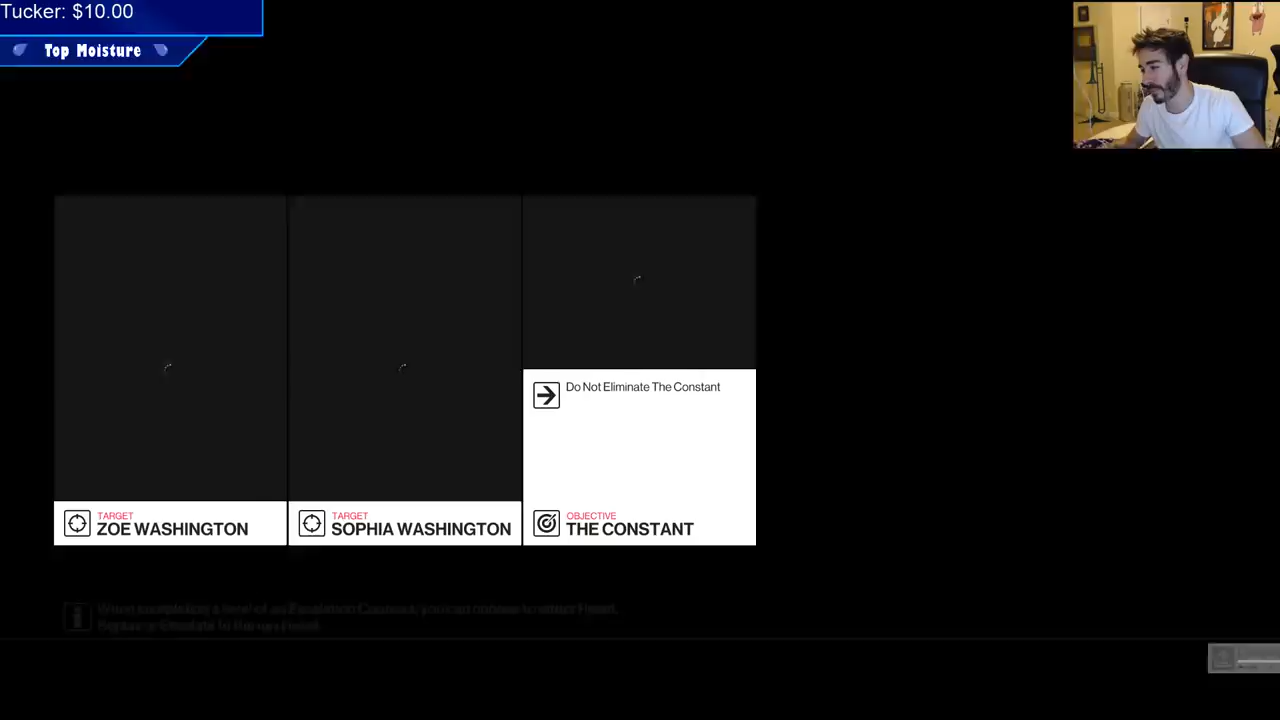 Tucker: $10.00
Top Moisture
Do Not Eliminate The Constant
TARGET
ZOE WASHINGTON
TARGET
SOPHIA WASHINGTON
OBJECTIVE
THE CONSTANT